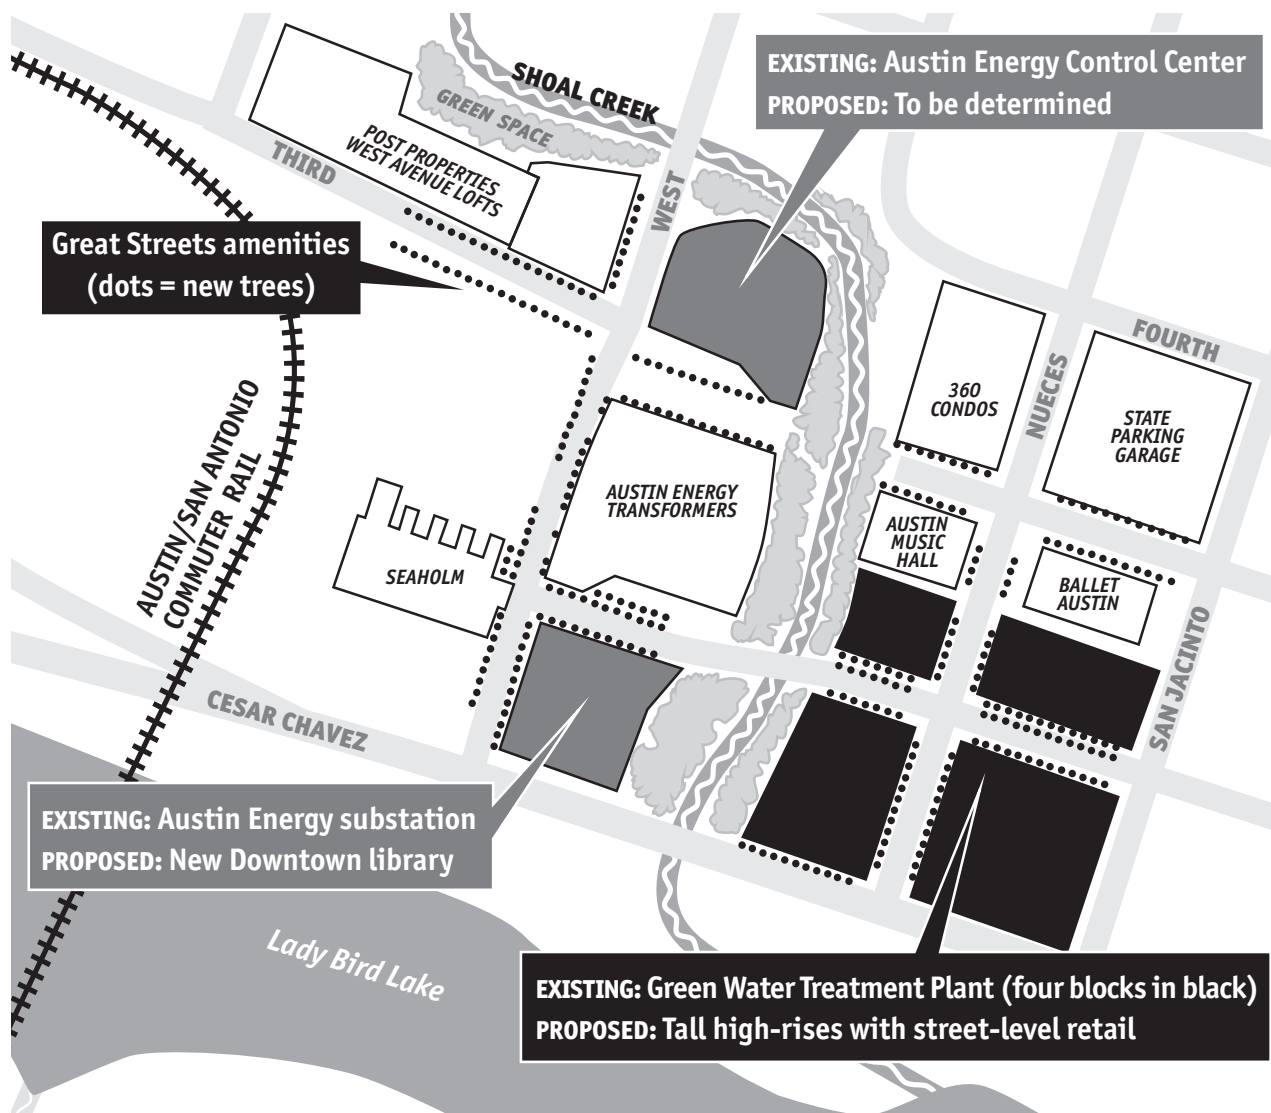 EXISTING: Austin Energy Control Center
PROPOSED: To be determined
SHOAL CREEK
GREEN SPACE
POST PROPERTIES
WEST AVENUE LOFTS
THIRD
WEST
Great Streets amenities
(dots = new trees)
FOURTH
NUECES
360
CONDOS
STATE
PARKING
GARAGE
AUSTIN/SAN ANTONIO
COMMUTER RAIL
AUSTIN ENERGY
TRANSFORMERS
AUSTIN
MUSIC
HALL
SEAHOLM
BALLET
AUSTIN
SAN JACINTO
CESAR CHAVEZ
EXISTING: Austin Energy substation
PROPOSED: New Downtown library
Lady Bird Lake
EXISTING: Green Water Treatment Plant (four blocks in black)
PROPOSED: Tall high-rises with street-level retail